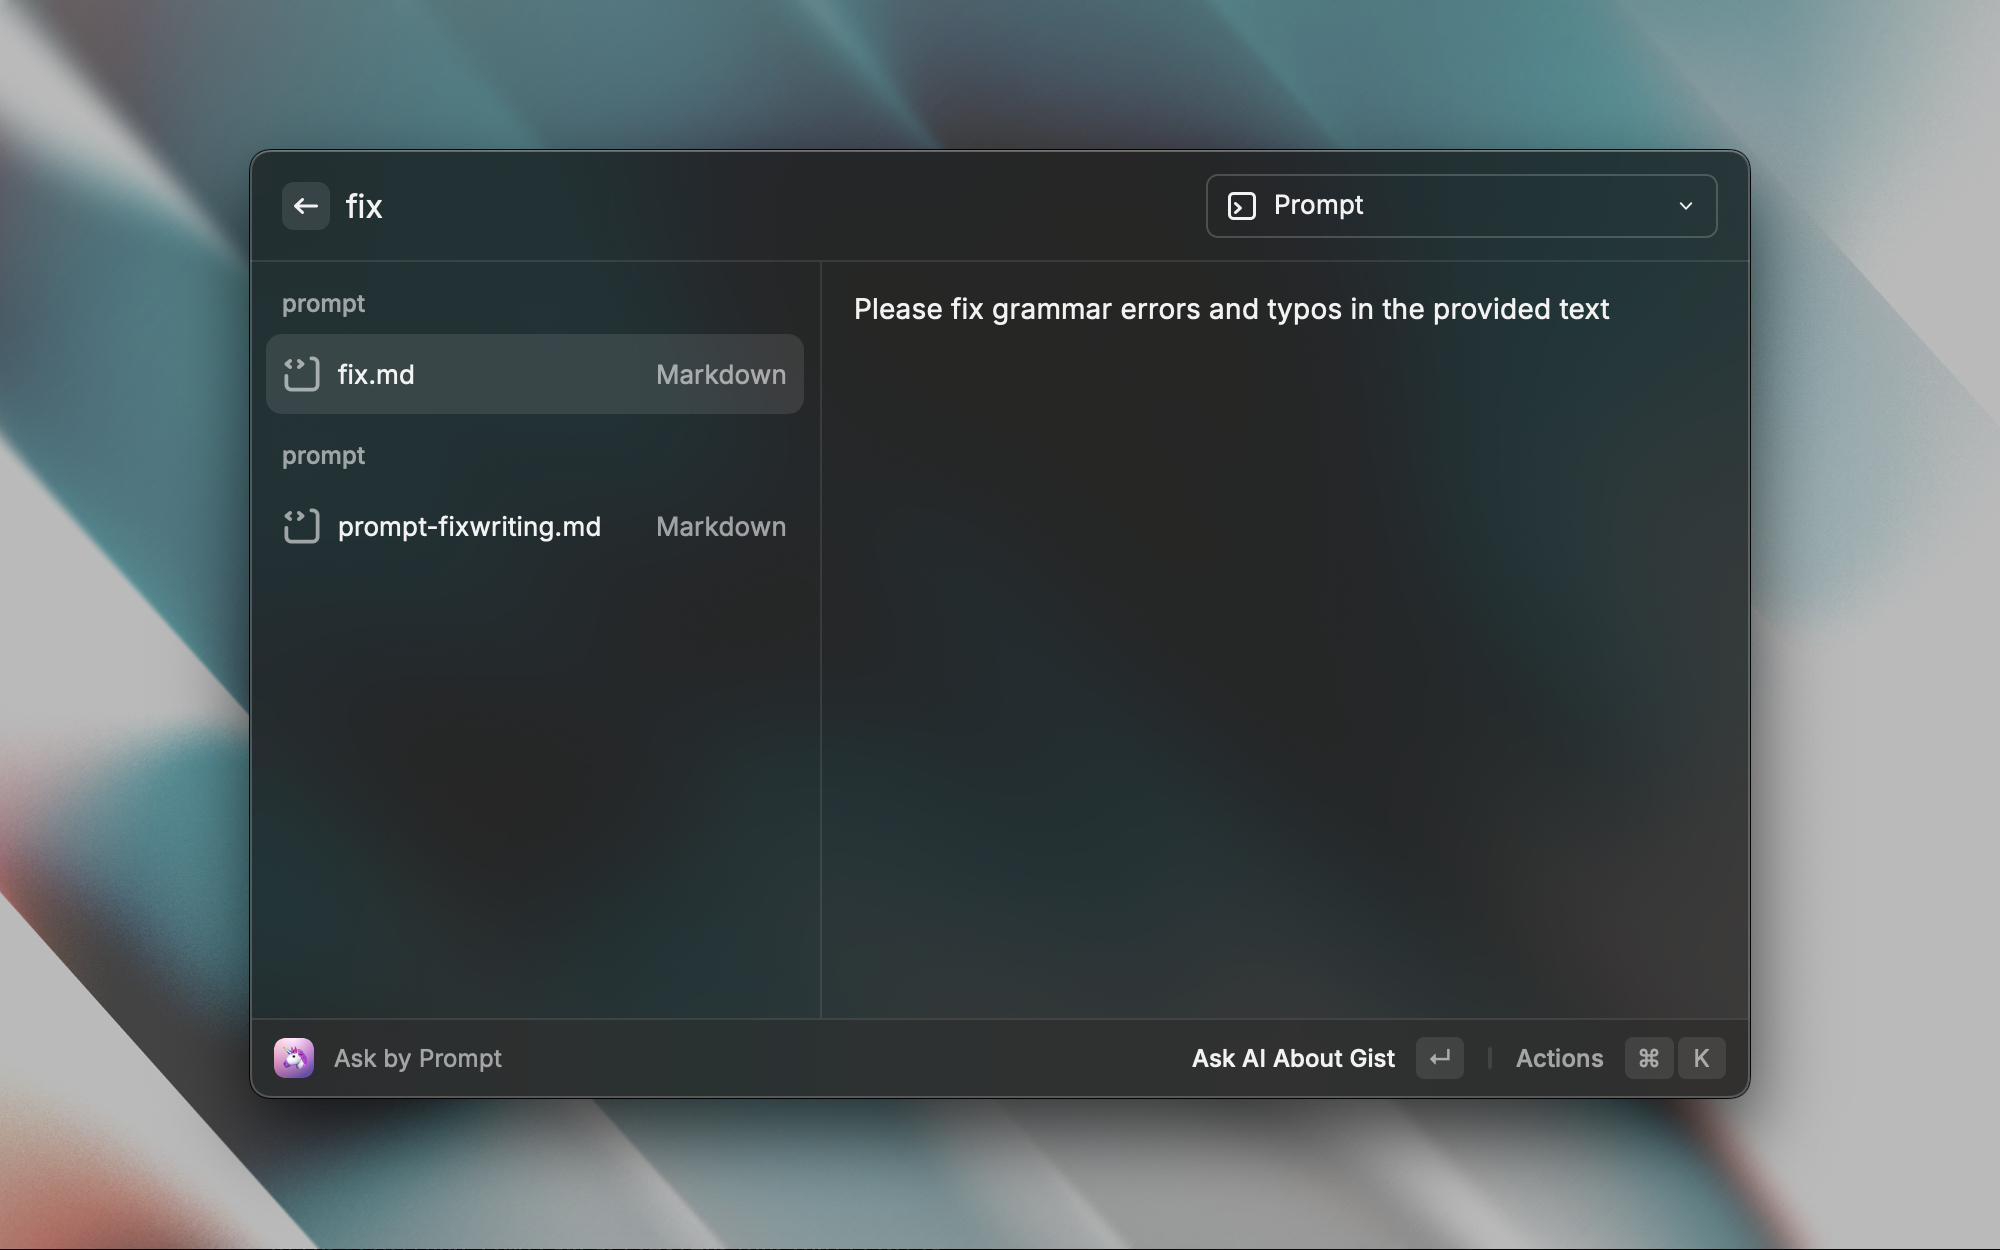 fix
Prompt
prompt
fix.md Markdown
prompt
prompt-fixwriting.md Markdown
Please fix grammar errors and typos in the provided text
Ask by Prompt
Ask AI About Gist ↵ Actions ⌘ K